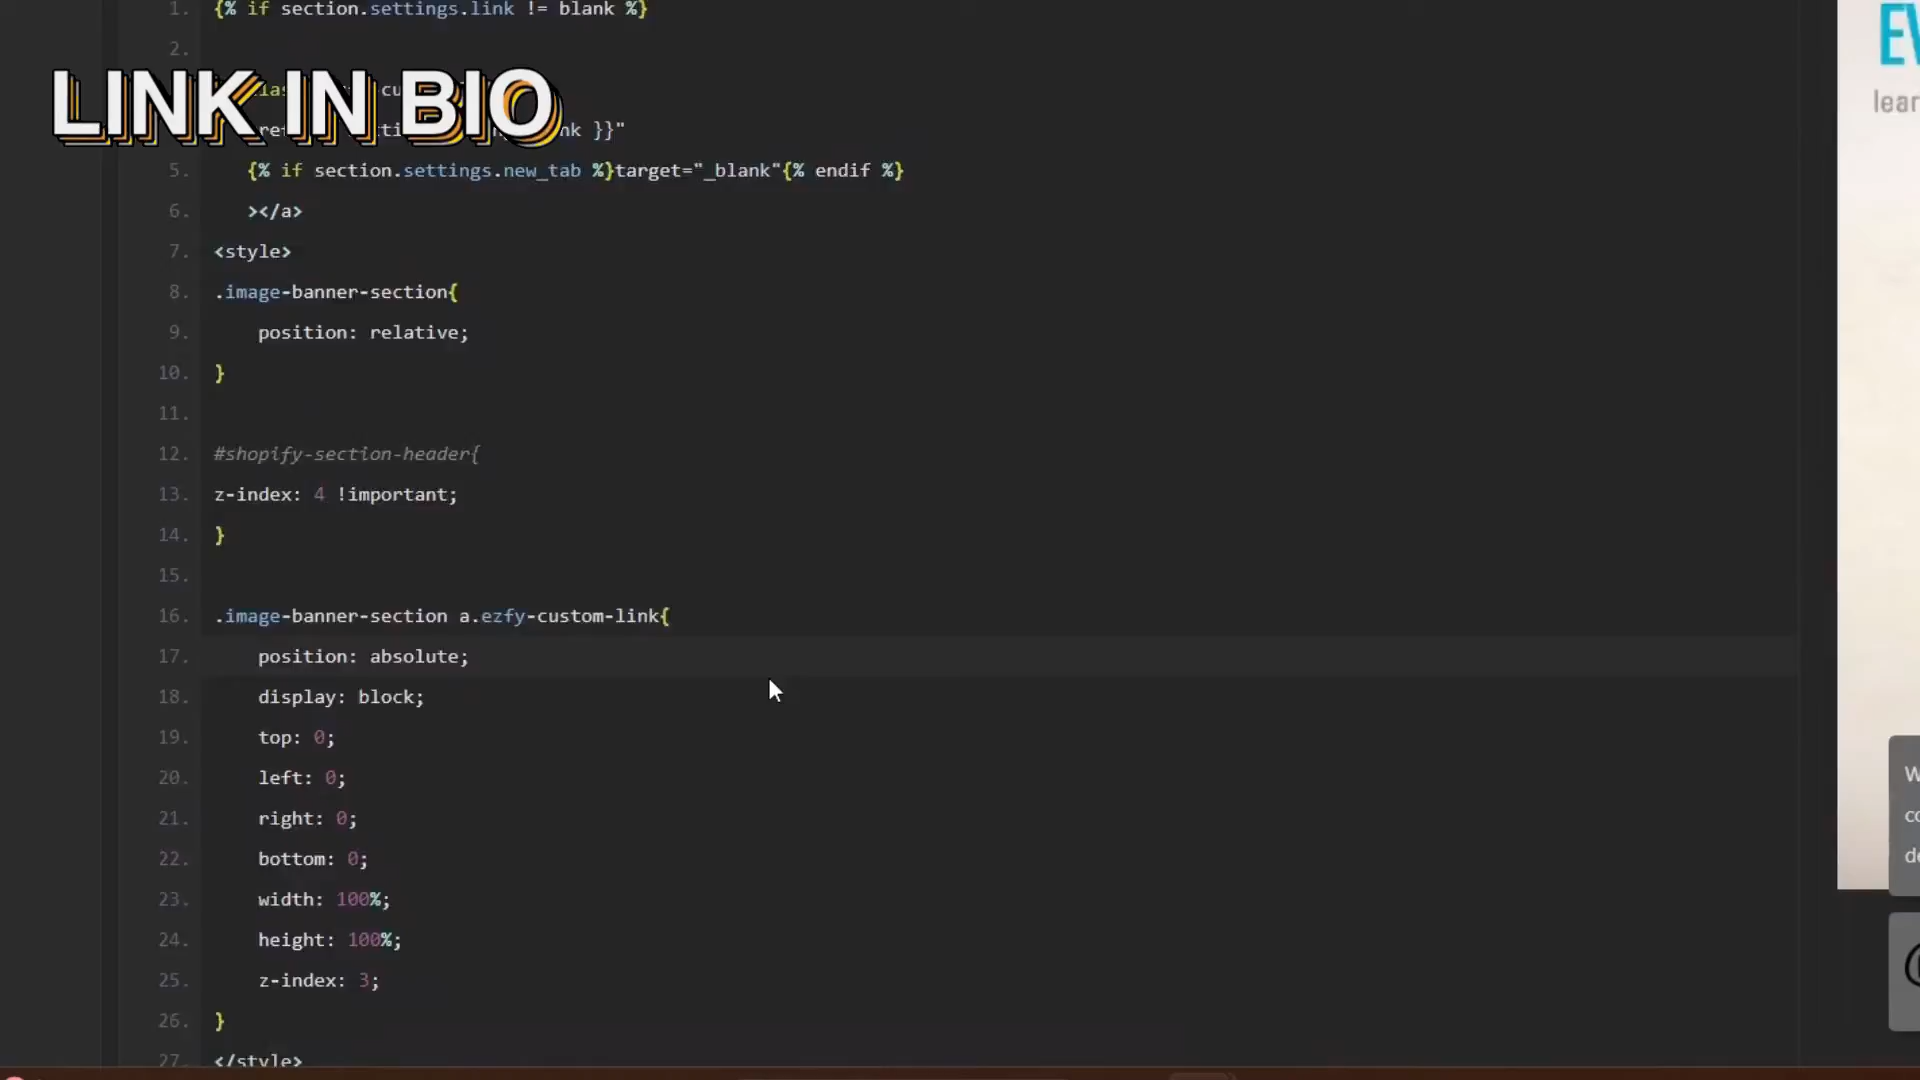 LINK IN BIO
1. {% if section.settings.link != blank %}
2.
nk }}"
5. {% if section.settings.new_tab %}target="_blank"{% endif %}
6. ></a>
7. <style>
8. .image-banner-section{
9. position: relative;
10. }
11.
12. #shopify-section-header{
13. z-index: 4 !important;
14. }
15.
16. .image-banner-section a.ezfy-custom-link{
17. position: absolute;
18. display: block;
19. top: 0;
20. left: 0;
21. right: 0;
22. bottom: 0;
23. width: 100%;
24. height: 100%;
25. z-index: 3;
26. }
27. </style>
EV
lear
W
co
de